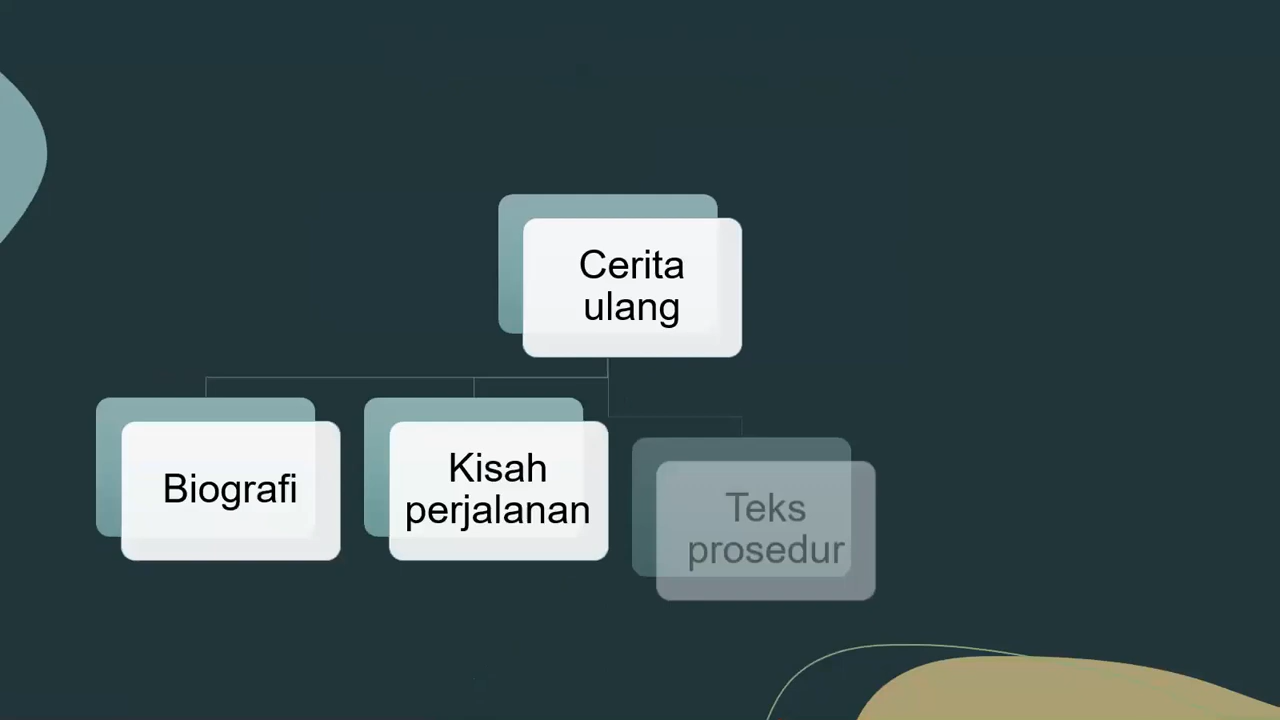 Cerita
ulang
Biografi
Kisah
perjalanan
Teks
prosedur